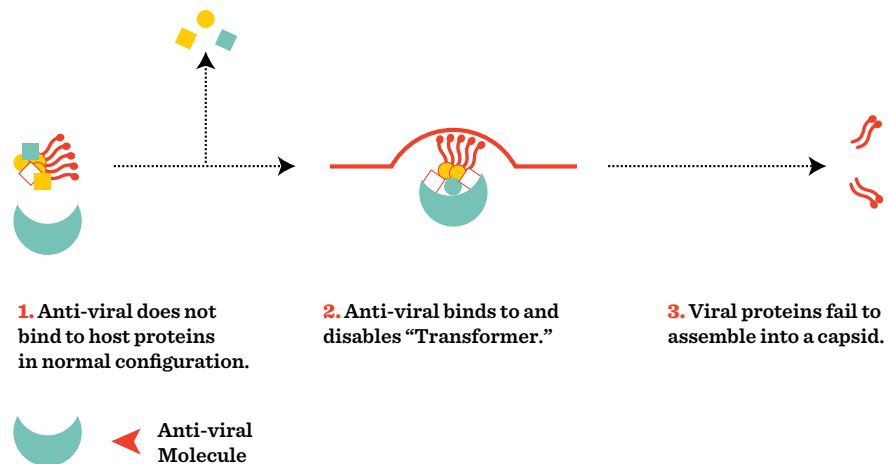 1. Anti-viral does not
bind to host proteins
in normal configuration.
2. Anti-viral binds to and
disables “Transformer.”
3. Viral proteins fail to
assemble into a capsid.
Anti-viral
Molecule